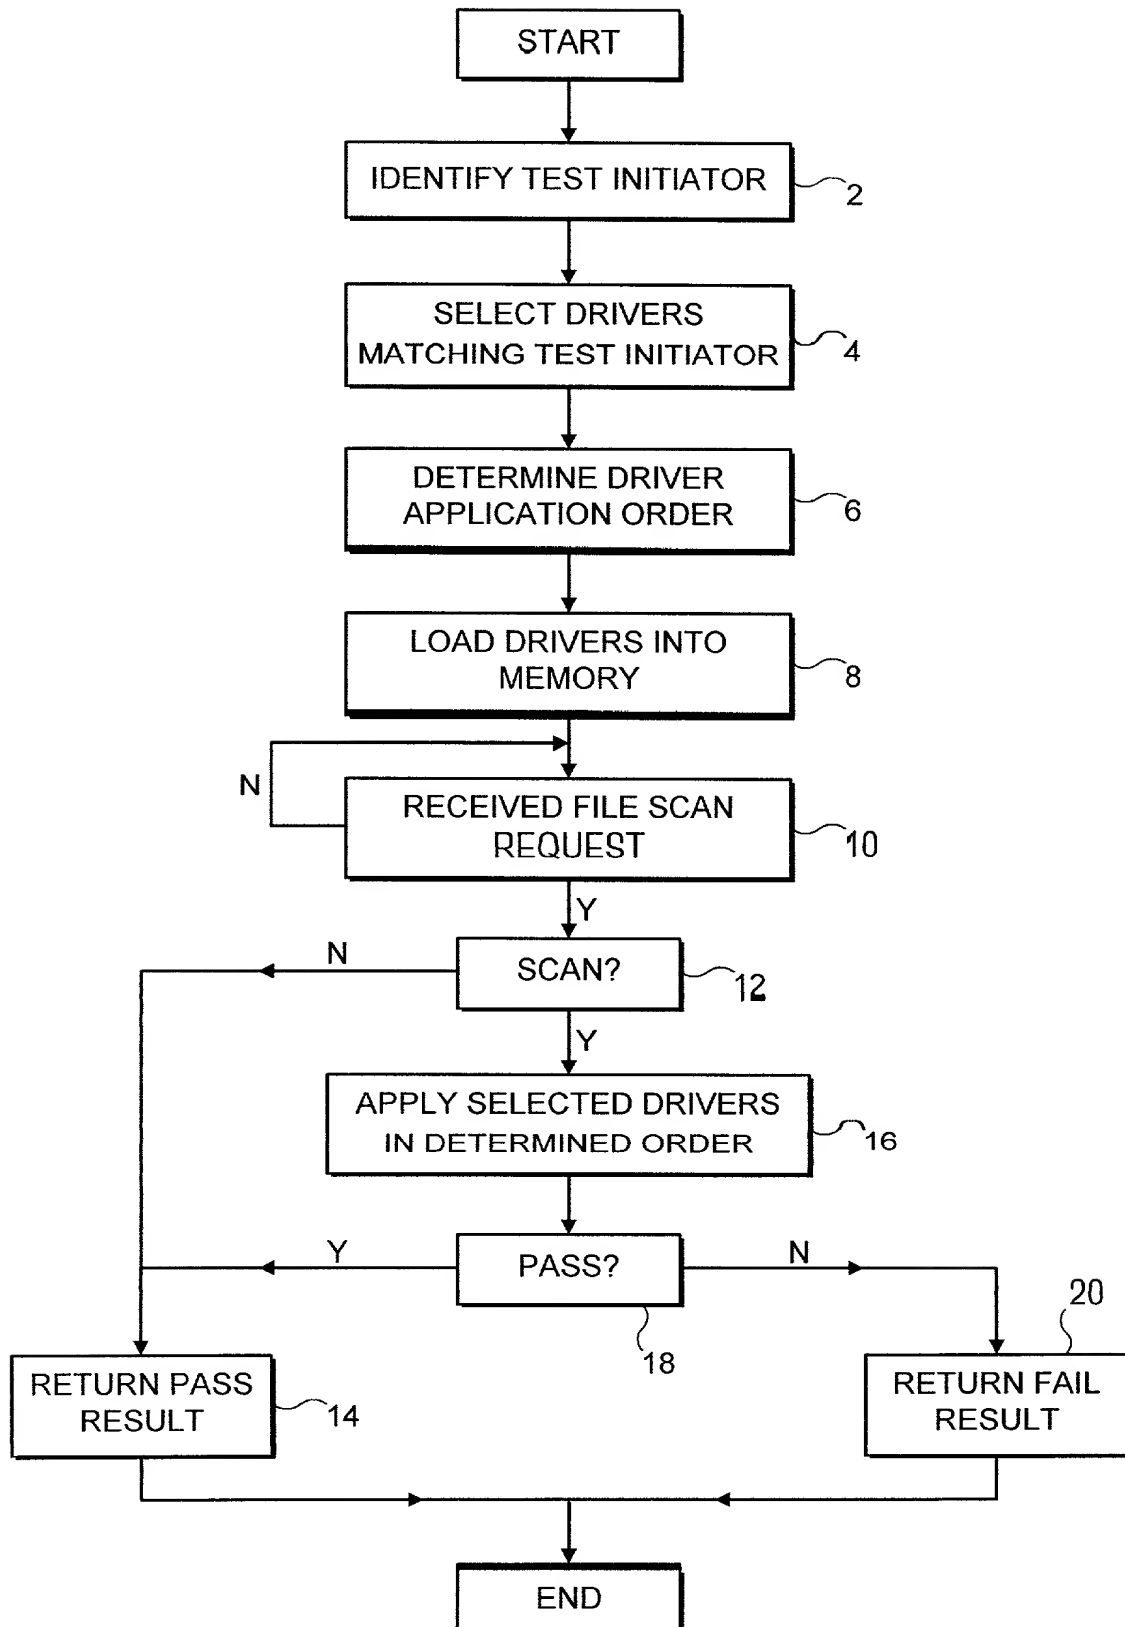 START
IDENTIFY TEST INITIATOR
2
SELECT DRIVERS
MATCHING TEST INITIATOR
4
DETERMINE DRIVER
APPLICATION ORDER
6
LOAD DRIVERS INTO
MEMORY
8
N
RECEIVED FILE SCAN
REQUEST
10
Y
N
SCAN?
12
Y
APPLY SELECTED DRIVERS
IN DETERMINED ORDER
16
Y
PASS?
N
18
20
RETURN PASS
RESULT
14
RETURN FAIL
RESULT
END